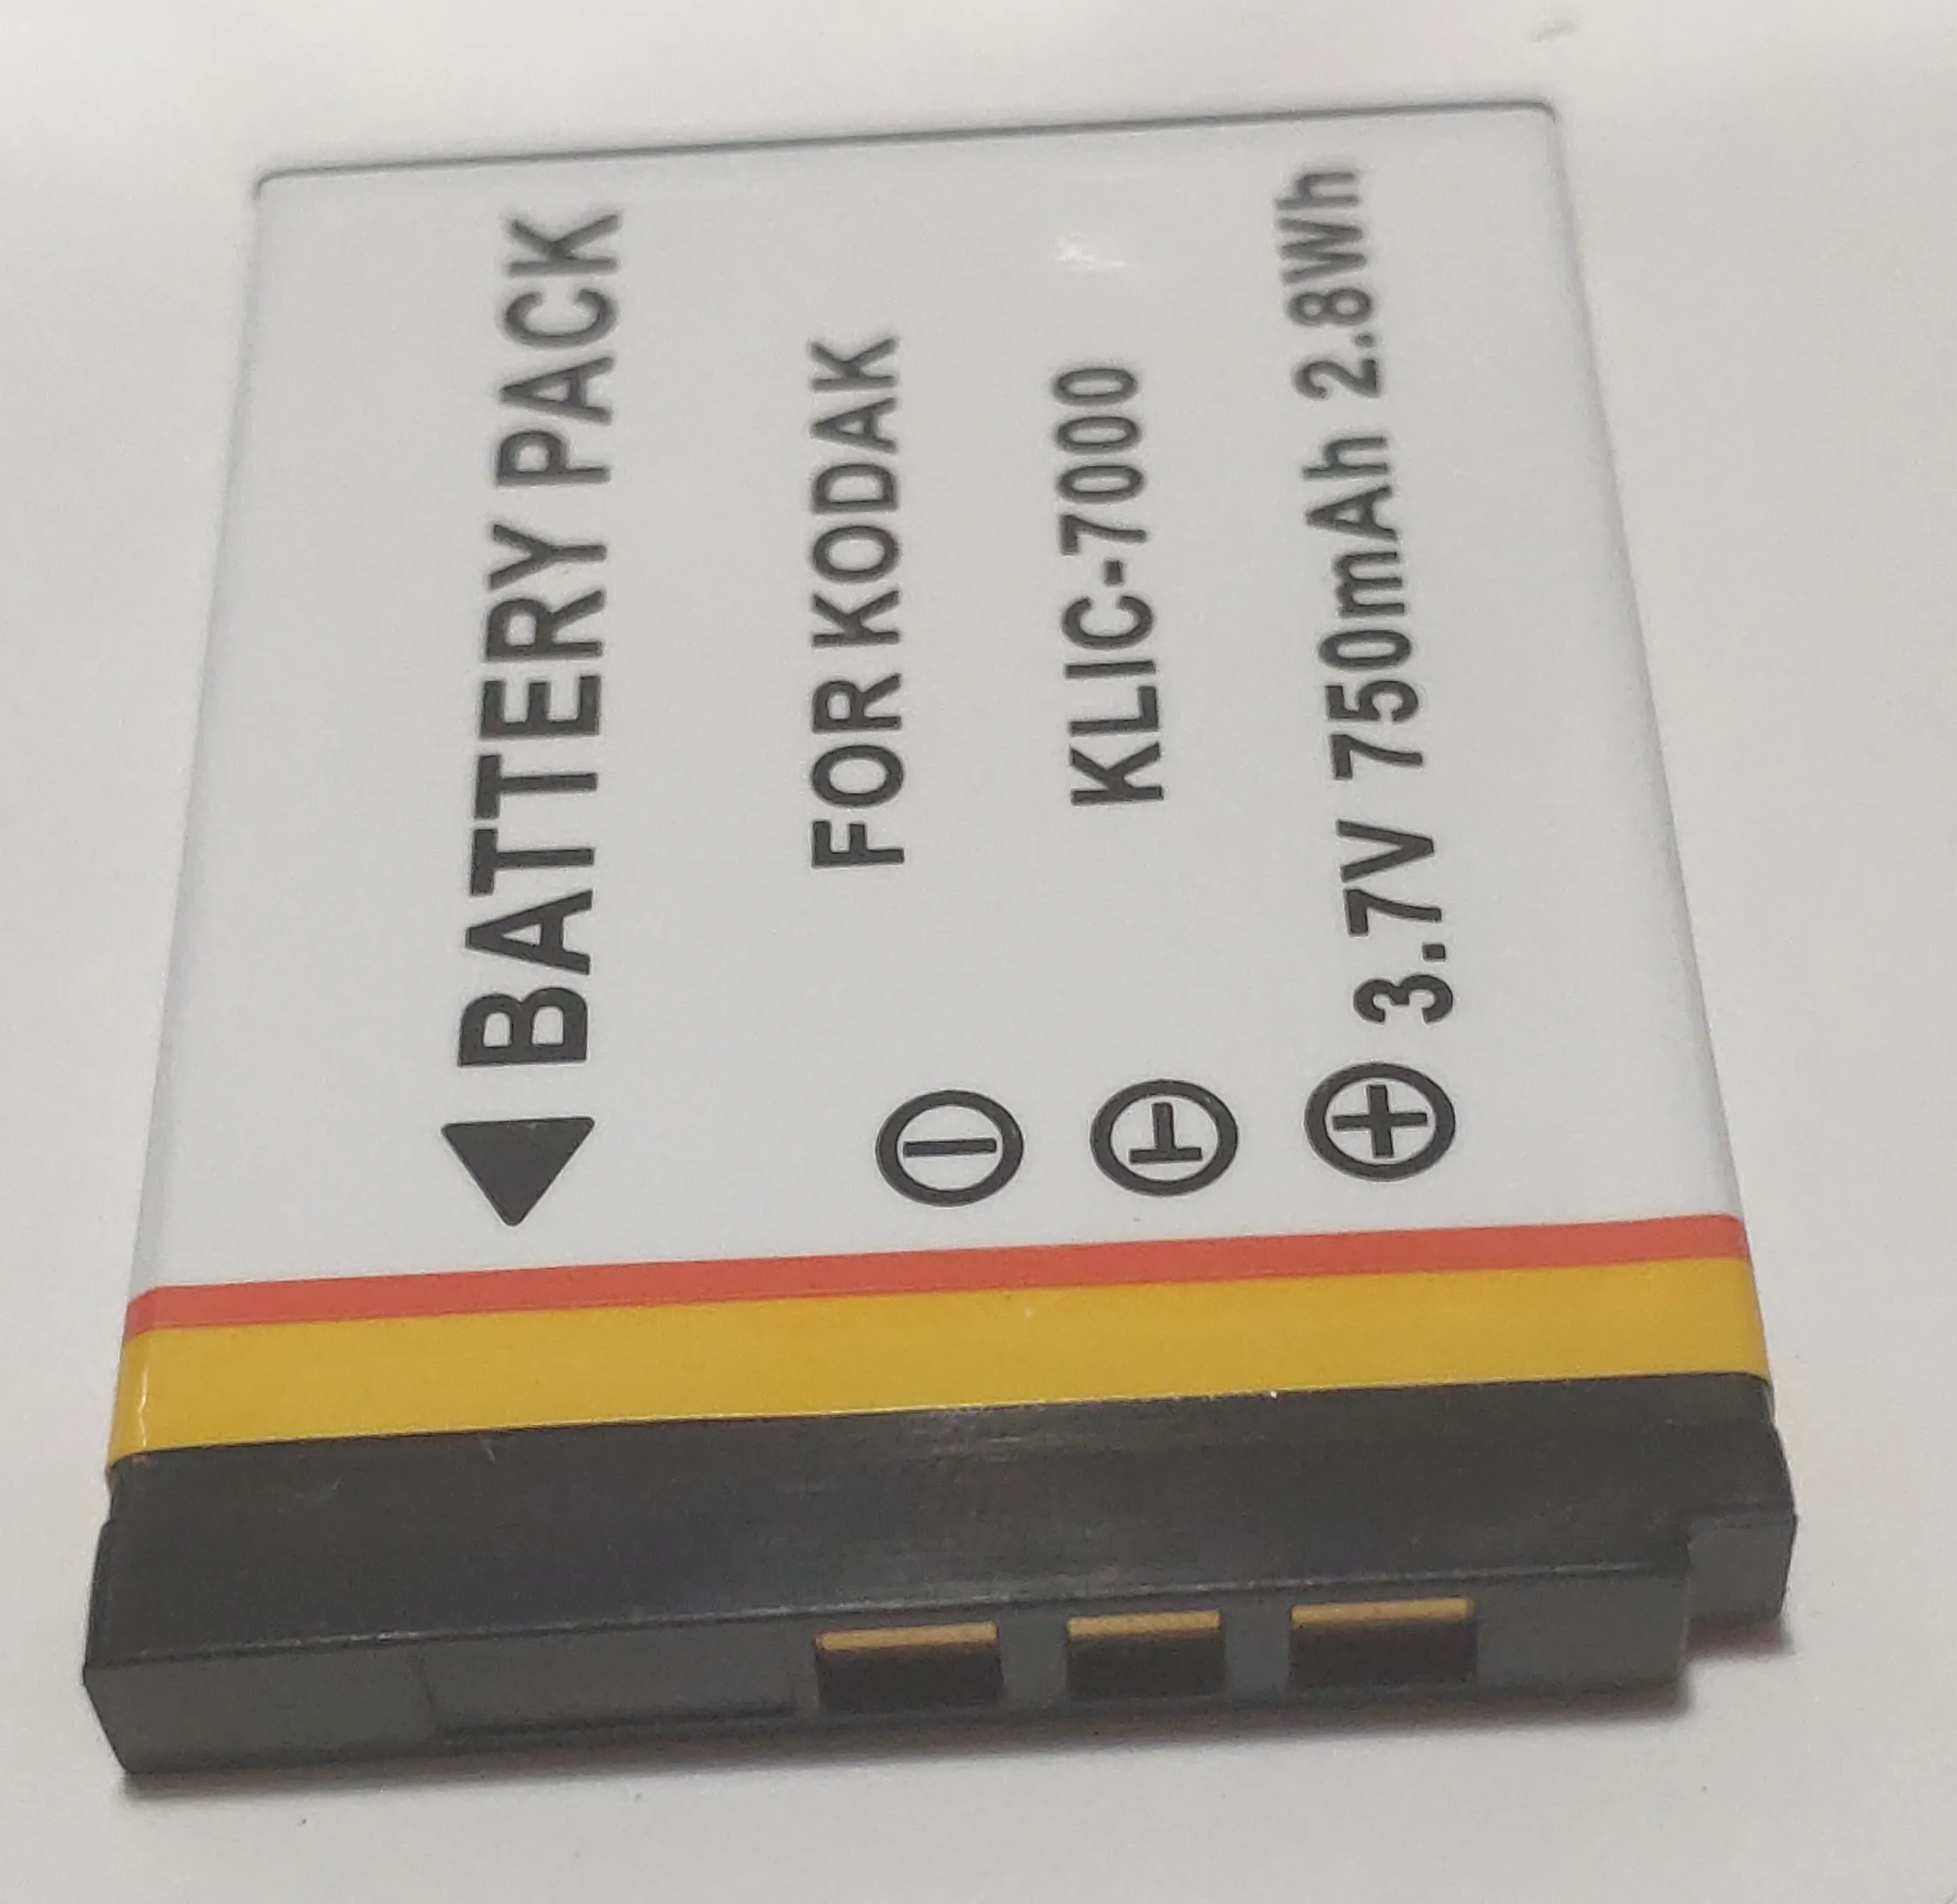 BATTERY PACK
FOR KODAK
KLIC-7000
3.7V 750mAh 2.8Wh